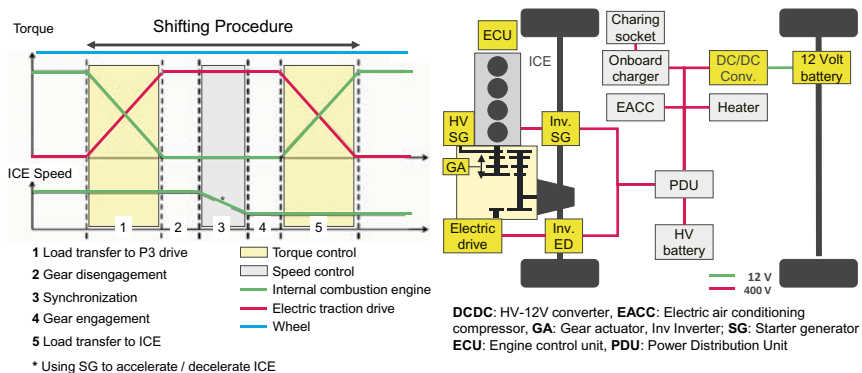 Shifting Procedure
Torque
ICE Speed
*
1
2
3
4
5
1 Load transfer to P3 drive
2 Gear disengagement
3 Synchronization
4 Gear engagement
5 Load transfer to ICE
* Using SG to accelerate / decelerate ICE
Torque control
Speed control
Internal combustion engine
Electric traction drive
Wheel
ECU
ICE
HV
SG
GA
Electric
drive
Inv.
SG
Inv.
ED
Charing
socket
Onboard
charger
DC/DC
Conv.
12 Volt
battery
EACC
Heater
PDU
HV
battery
12 V
400 V
DCDC: HV-12V converter, EACC: Electric air conditioning
compressor, GA: Gear actuator, Inv Inverter; SG: Starter generator
ECU: Engine control unit, PDU: Power Distribution Unit